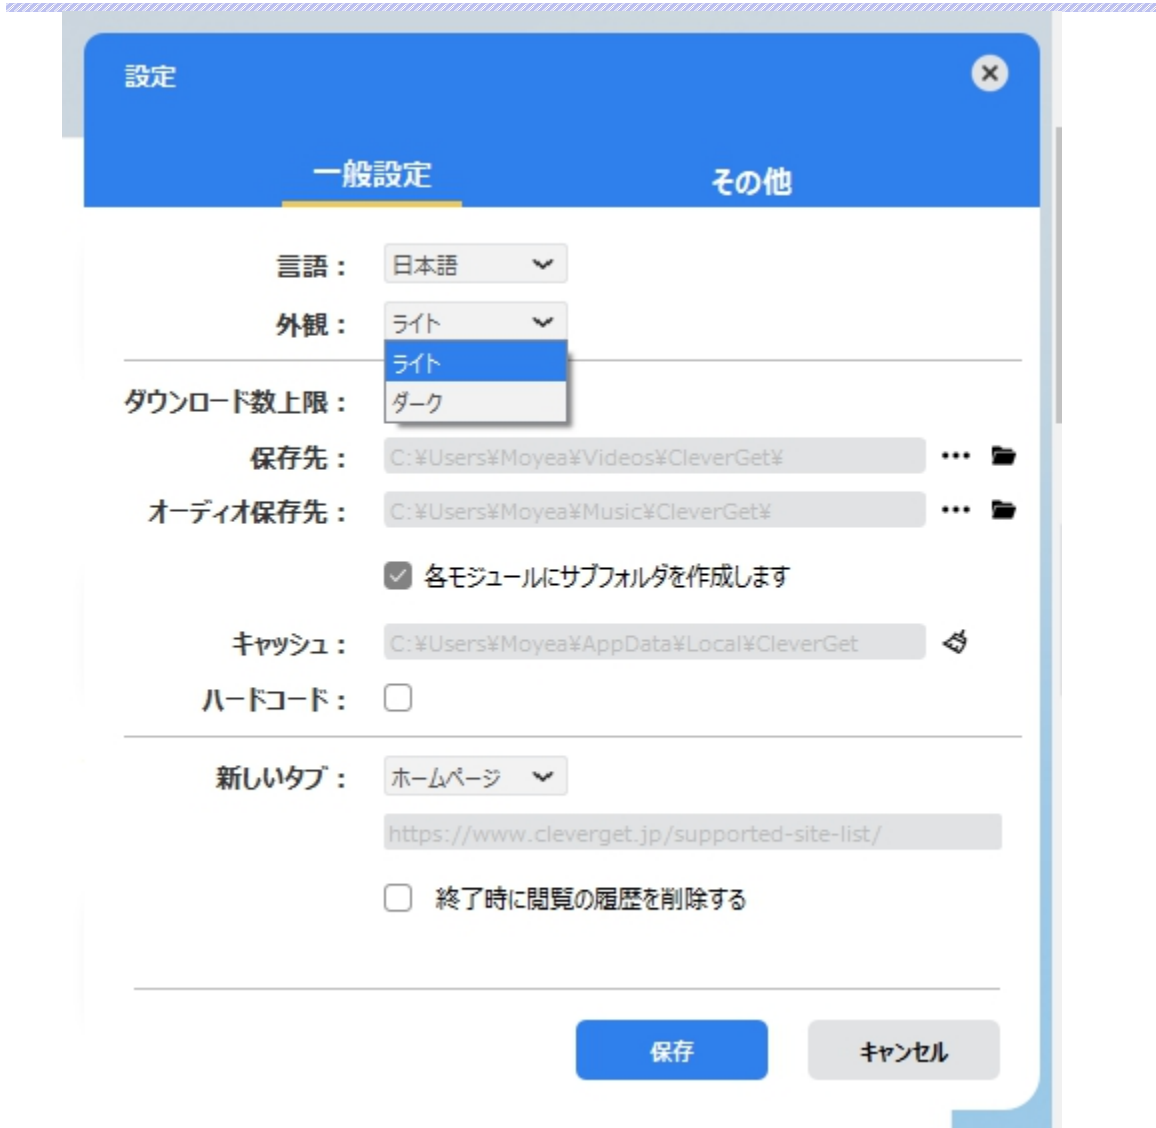 設定
一般設定
その他
言語：
日本語
外観：
ライト
ライト
ダーク
ダウンロード数上限：
保存先：
C:¥Users¥Moyea¥Videos¥CleverGet¥
オーディオ保存先：
C:¥Users¥Moyea¥Music¥CleverGet¥
各モジュールにサブフォルダを作成します
キャッシュ：
C:¥Users¥Moyea¥AppData¥Local¥CleverGet
ハードコード：
新しいタブ：
ホームページ
https://www.cleverget.jp/supported-site-list/
終了時に閲覧の履歴を削除する
保存
キャンセル